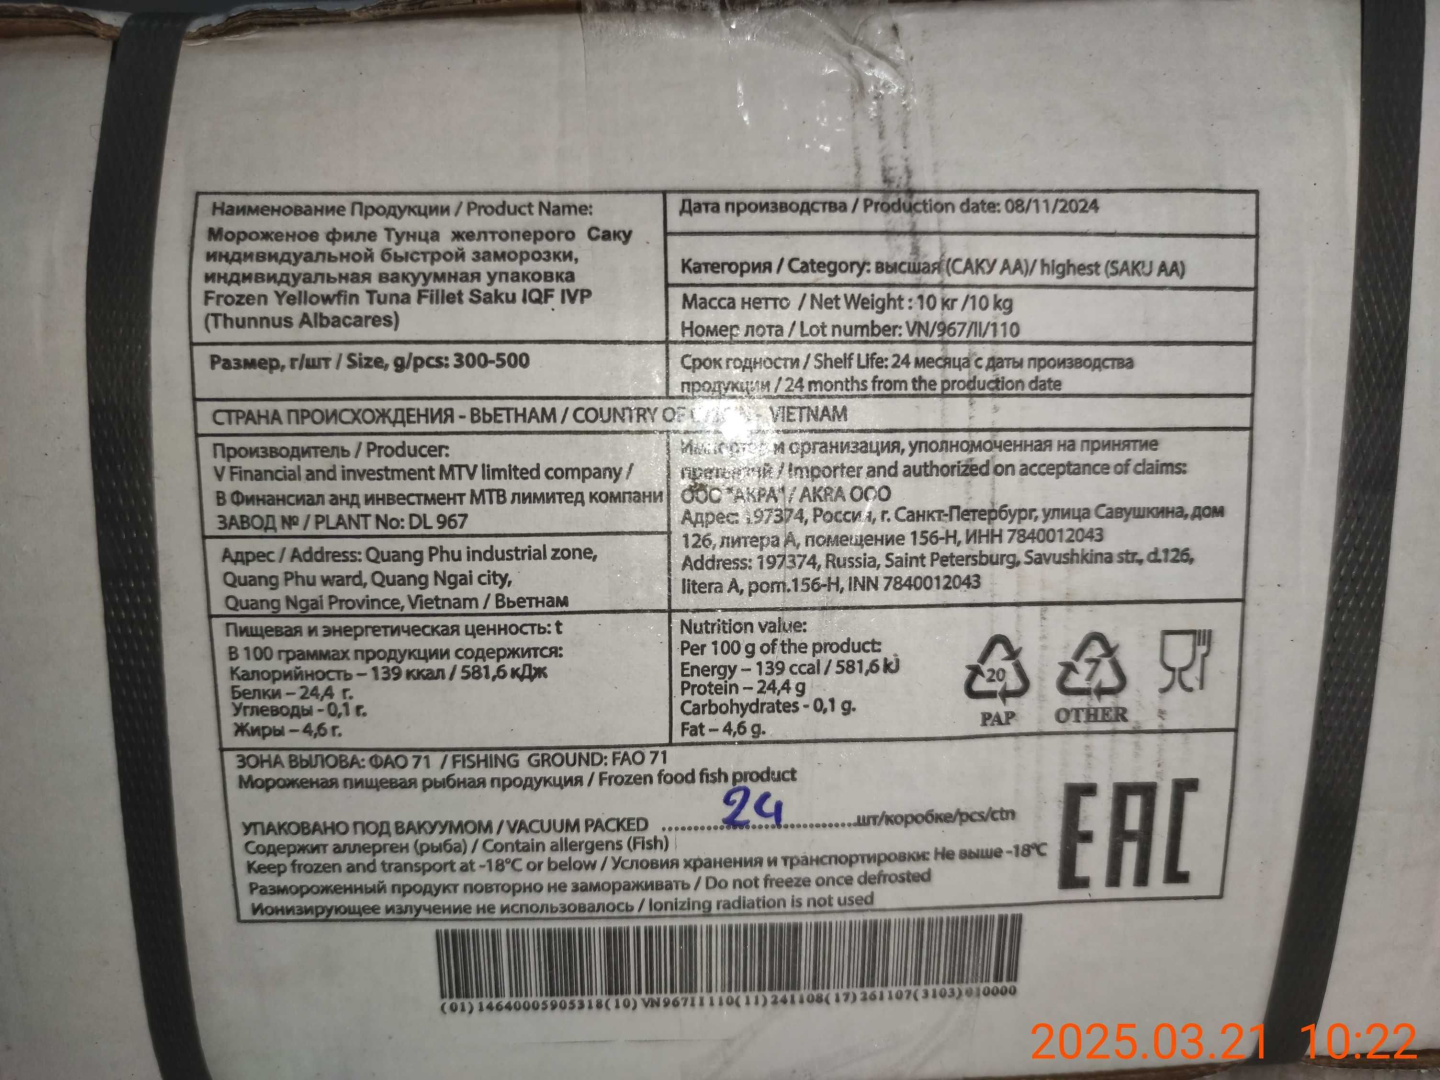 Наименование Продукции / Product Name:
Мороженое филе Тунца желтоперого Саку
индивидуальной быстрой заморозки,
индивидуальная вакуумная упаковка
Frozen Yellowfin Tuna Fillet Saku IQF IVP
(Thunnus Albacares)
Дата производства / Production date: 08/11/2024
Категория / Category: высшая (САКУ АА)/ highest (SAKU AA)
Масса нетто / Net Weight : 10 кг /10 kg
Номер лота / Lot number: VN/967/II/110
Размер, г/шт / Size, g/pcs: 300-500
Срок годности / Shelf Life: 24 месяца с даты производства
продукции / 24 months from the production date
СТРАНА ПРОИСХОЖДЕНИЯ - ВЬЕТНАМ / COUNTRY OF - VIETNAM
Производитель / Producer:
V Financial and investment MTV limited company /
В Финансиал анд инвестмент МТВ лимитед компани
ЗАВОД № / PLANT No: DL 967
Адрес / Address: Quang Phu industrial zone,
Quang Phu ward, Quang Ngai city,
Quang Ngai Province, Vietnam / Вьетнам
и организация, уполномоченная на принятие
претензий / Importer and authorized on acceptance of claims:
ООО "АКРА" / AKRA OOO
Адрес: 197374, Россия, г. Санкт-Петербург, улица Савушкина, дом
126, литера А, помещение 156-Н, ИНН 7840012043
Address: 197374, Russia, Saint Petersburg, Savushkina str., d.126,
litera A, pom.156-H, INN 7840012043
Пищевая и энергетическая ценность: t
В 100 граммах продукции содержится:
Калорийность – 139 ккал / 581,6 кДж
Белки – 24,4 г.
Углеводы - 0,1 г.
Жиры – 4,6 г.
Nutrition value:
Per 100 g of the product:
Energy – 139 ccal / 581,6 kJ
Protein – 24,4 g
Carbohydrates - 0,1 g.
Fat – 4,6 g.
20
PAP
7
OTHER
ЗОНА ВЫЛОВА: ФАО 71 / FISHING GROUND: FAO 71
Мороженая пищевая рыбная продукция / Frozen food fish product
УПАКОВАНО ПОД ВАКУУМОМ / VACUUM PACKED ........24........шт/коробке/pcs/ctn
Содержит аллерген (рыба) / Contain allergens (Fish)
Keep frozen and transport at -18°C or below / Условия хранения и транспортировки: Не выше -18°C
Размороженный продукт повторно не замораживать / Do not freeze once defrosted
Ионизирующее излучение не использовалось / Ionizing radiation is not used
EAC
(01)14640005905318(10)VN96711110(11)241108(17)261107(3103)010000
2025.03.21 10:22